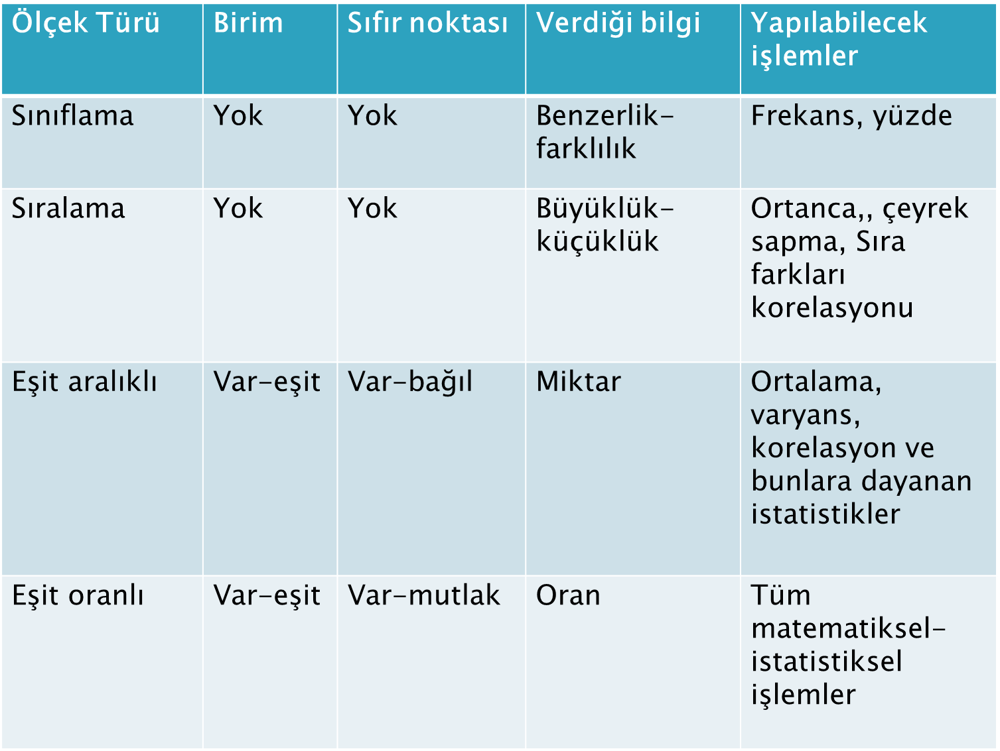 Ölçek Türü Birim Sıfır noktası Verdiği bilgi Yapılabilecek
işlemler
Sınıflama Yok Yok Benzerlik- Frekans, yüzde
farklılık
Sıralama Yok Yok Büyüklük- Ortanca,, çeyrek
küçüklük sapma, Sıra
farkları
korelasyonu
Eşit aralıklı Var-eşit Var-bağıl Miktar Ortalama,
varyans,
korelasyon ve
bunlara dayanan
istatistikler
Eşit oranlı Var-eşit Var-mutlak Oran Tüm
matematiksel-
istatistiksel
işlemler